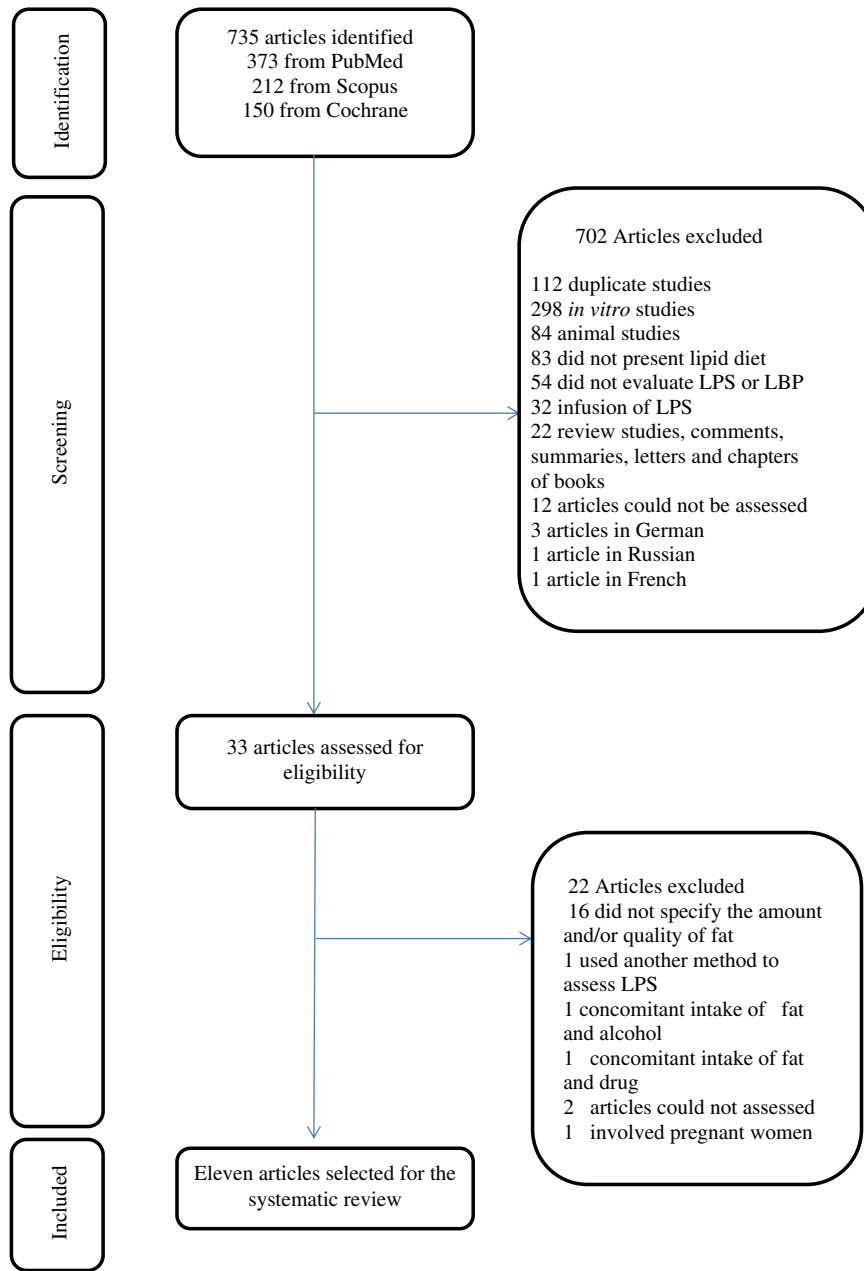 Identification
735 articles identified
373 from PubMed
212 from Scopus
150 from Cochrane
Screening
702 Articles excluded
112 duplicate studies
298 in vitro studies
84 animal studies
83 did not present lipid diet
54 did not evaluate LPS or LBP
32 infusion of LPS
22 review studies, comments,
summaries, letters and chapters
of books
12 articles could not be assessed
3 articles in German
1 article in Russian
1 article in French
Eligibility
33 articles assessed for
eligibility
22 Articles excluded
16 did not specify the amount
and/or quality of fat
1 used another method to
assess LPS
1 concomitant intake of fat
and alcohol
1 concomitant intake of fat
and drug
2 articles could not assessed
1 involved pregnant women
Included
Eleven articles selected for the
systematic review